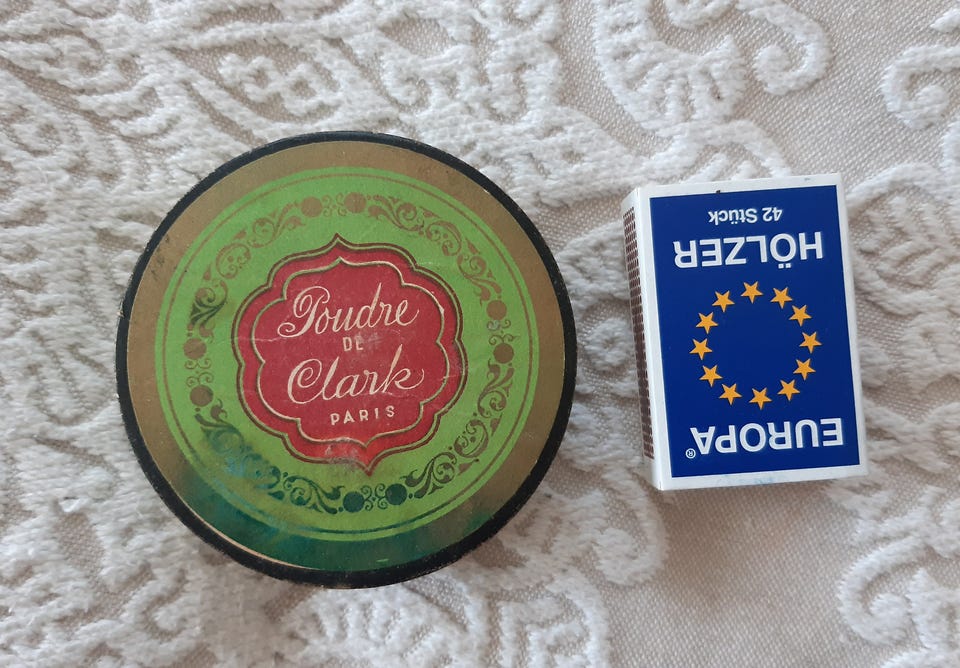 Poudre
DE
Clark
PARIS
EUROPA®
HÖLZER
42 Stück